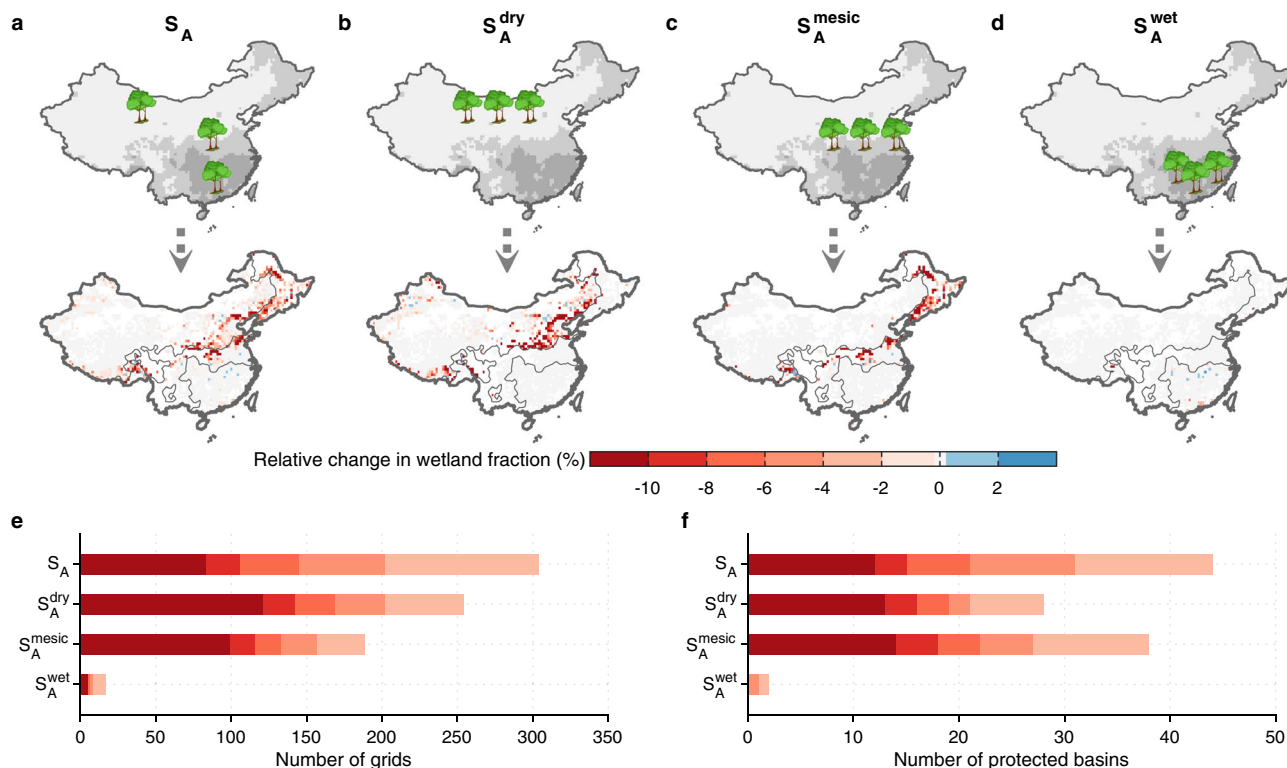 a S_A b S_A^dry c S_A^mesic d S_A^wet
Relative change in wetland fraction (%)
-10 -8 -6 -4 -2 0 2
e
S_A
S_A^dry
S_A^mesic
S_A^wet
0 50 100 150 200 250 300 350
Number of grids
f
S_A
S_A^dry
S_A^mesic
S_A^wet
0 10 20 30 40 50
Number of protected basins